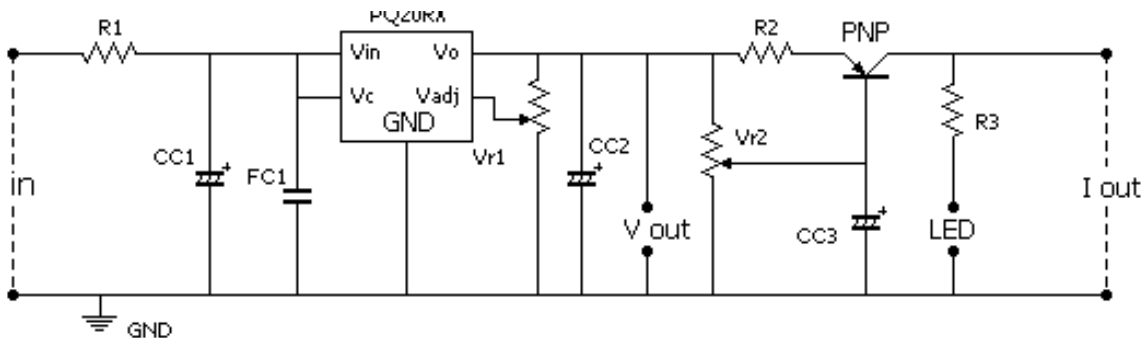 PQ20RX
R1
R2
PNP
Vin
Vo
Vc
Vadj
GND
R3
CC1
FC1
Vr1
CC2
Vr2
in
V out
CC3
LED
I out
GND